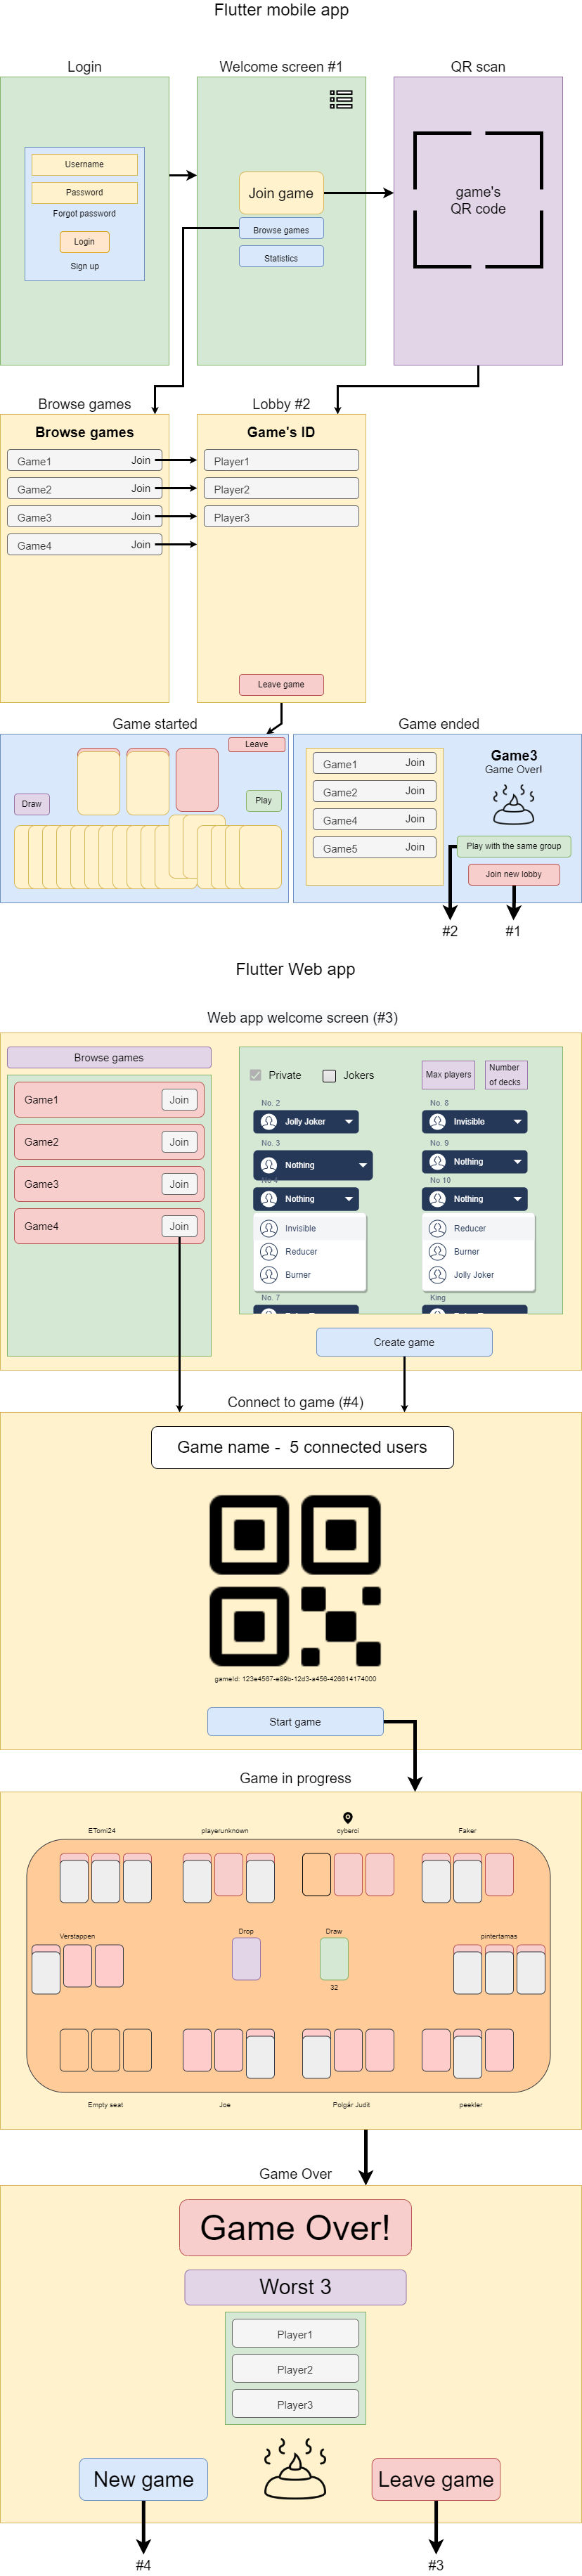 Flutter mobile app
Login
Welcome screen #1
QR scan
Username
Password
Forgot password
Login
Sign up
Join game
Browse games
Statistics
game's
QR code
Browse games
Lobby #2
Browse games
Game1 Join
Game2 Join
Game3 Join
Game4 Join
Game's ID
Player1
Player2
Player3
Leave game
Game started
Game ended
Leave
Draw
Play
Game1 Join
Game2 Join
Game4 Join
Game5 Join
Game3
Game Over!
Play with the same group
Join new lobby
#2
#1
Flutter Web app
Web app welcome screen (#3)
Browse games
Game1 Join
Game2 Join
Game3 Join
Game4 Join
Private
Jokers
Max players
Number
of decks
No. 2
Jolly Joker
No. 3
Nothing
Nothing
Invisible
Reducer
Burner
No. 7
No. 8
Invisible
No. 9
Nothing
No 10
Nothing
Reducer
Burner
Jolly Joker
King
Create game
Connect to game (#4)
Game name - 5 connected users
gameId: 123e4567-e89b-12d3-a456-426614174000
Start game
Game in progress
ETomi24
playerunknown
cyberci
Faker
Verstappen
Drop
Draw
32
pintertamas
Empty seat
Joe
Polgár Judit
peekler
Game Over
Game Over!
Worst 3
Player1
Player2
Player3
New game
Leave game
#4
#3